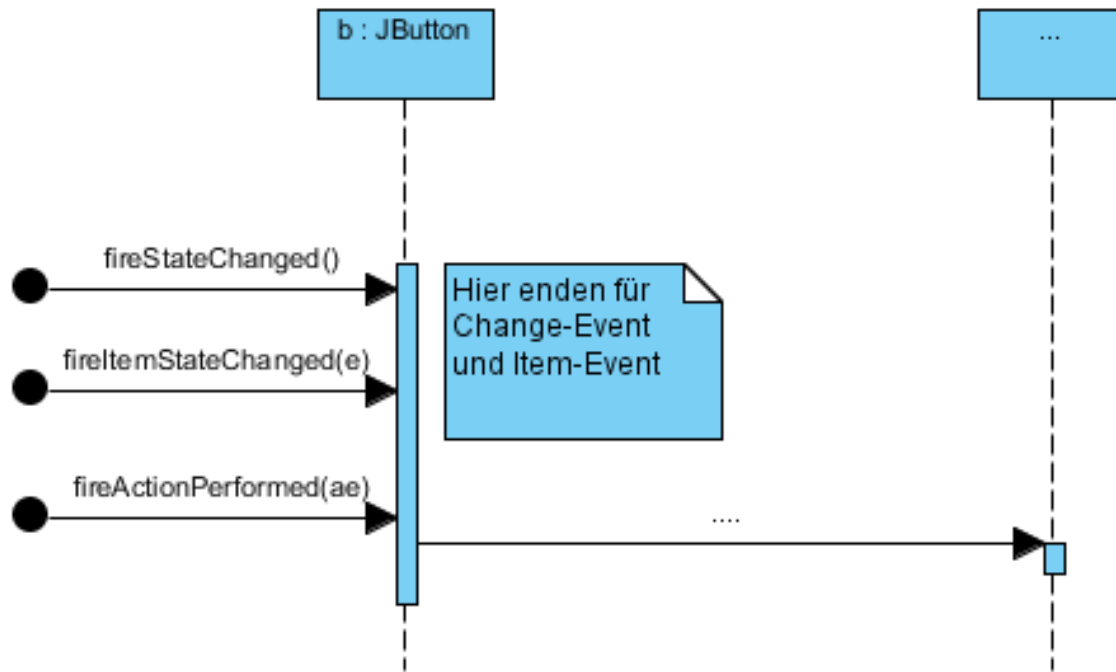 b : JButton
...
fireStateChanged()
Hier enden für
Change-Event
und Item-Event
fireItemStateChanged(e)
fireActionPerformed(ae)
....